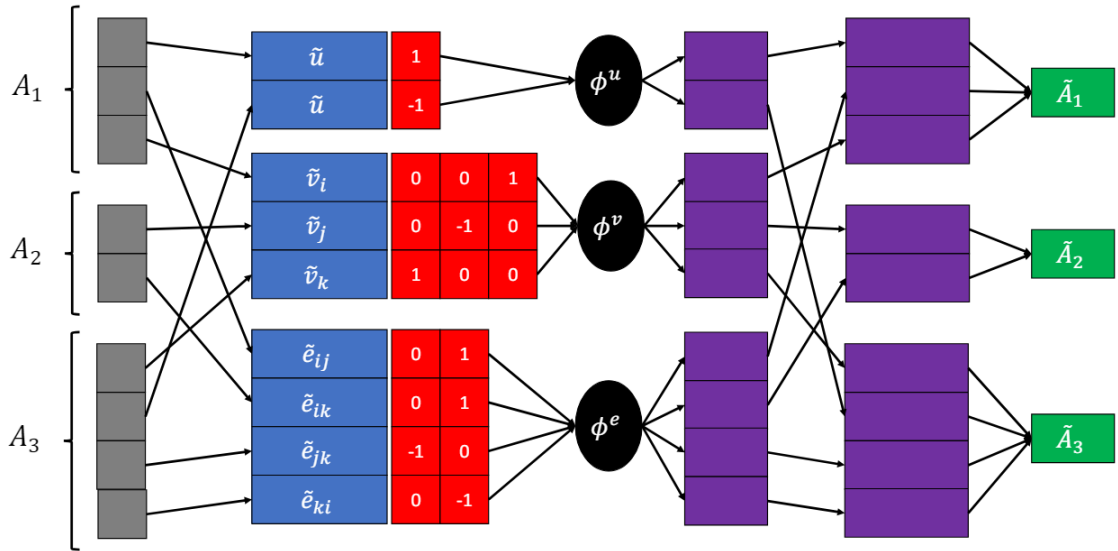 A₁
ũ 1
ũ -1
ϕᵘ
Ã₁
ṽᵢ 0 0 1
ṽⱼ 0 -1 0
ṽₖ 1 0 0
ϕᵛ
A₂
Ã₂
ẽᵢⱼ 0 1
ẽᵢₖ 0 1
ẽⱼₖ -1 0
ẽₖᵢ 0 -1
ϕᵉ
A₃
Ã₃